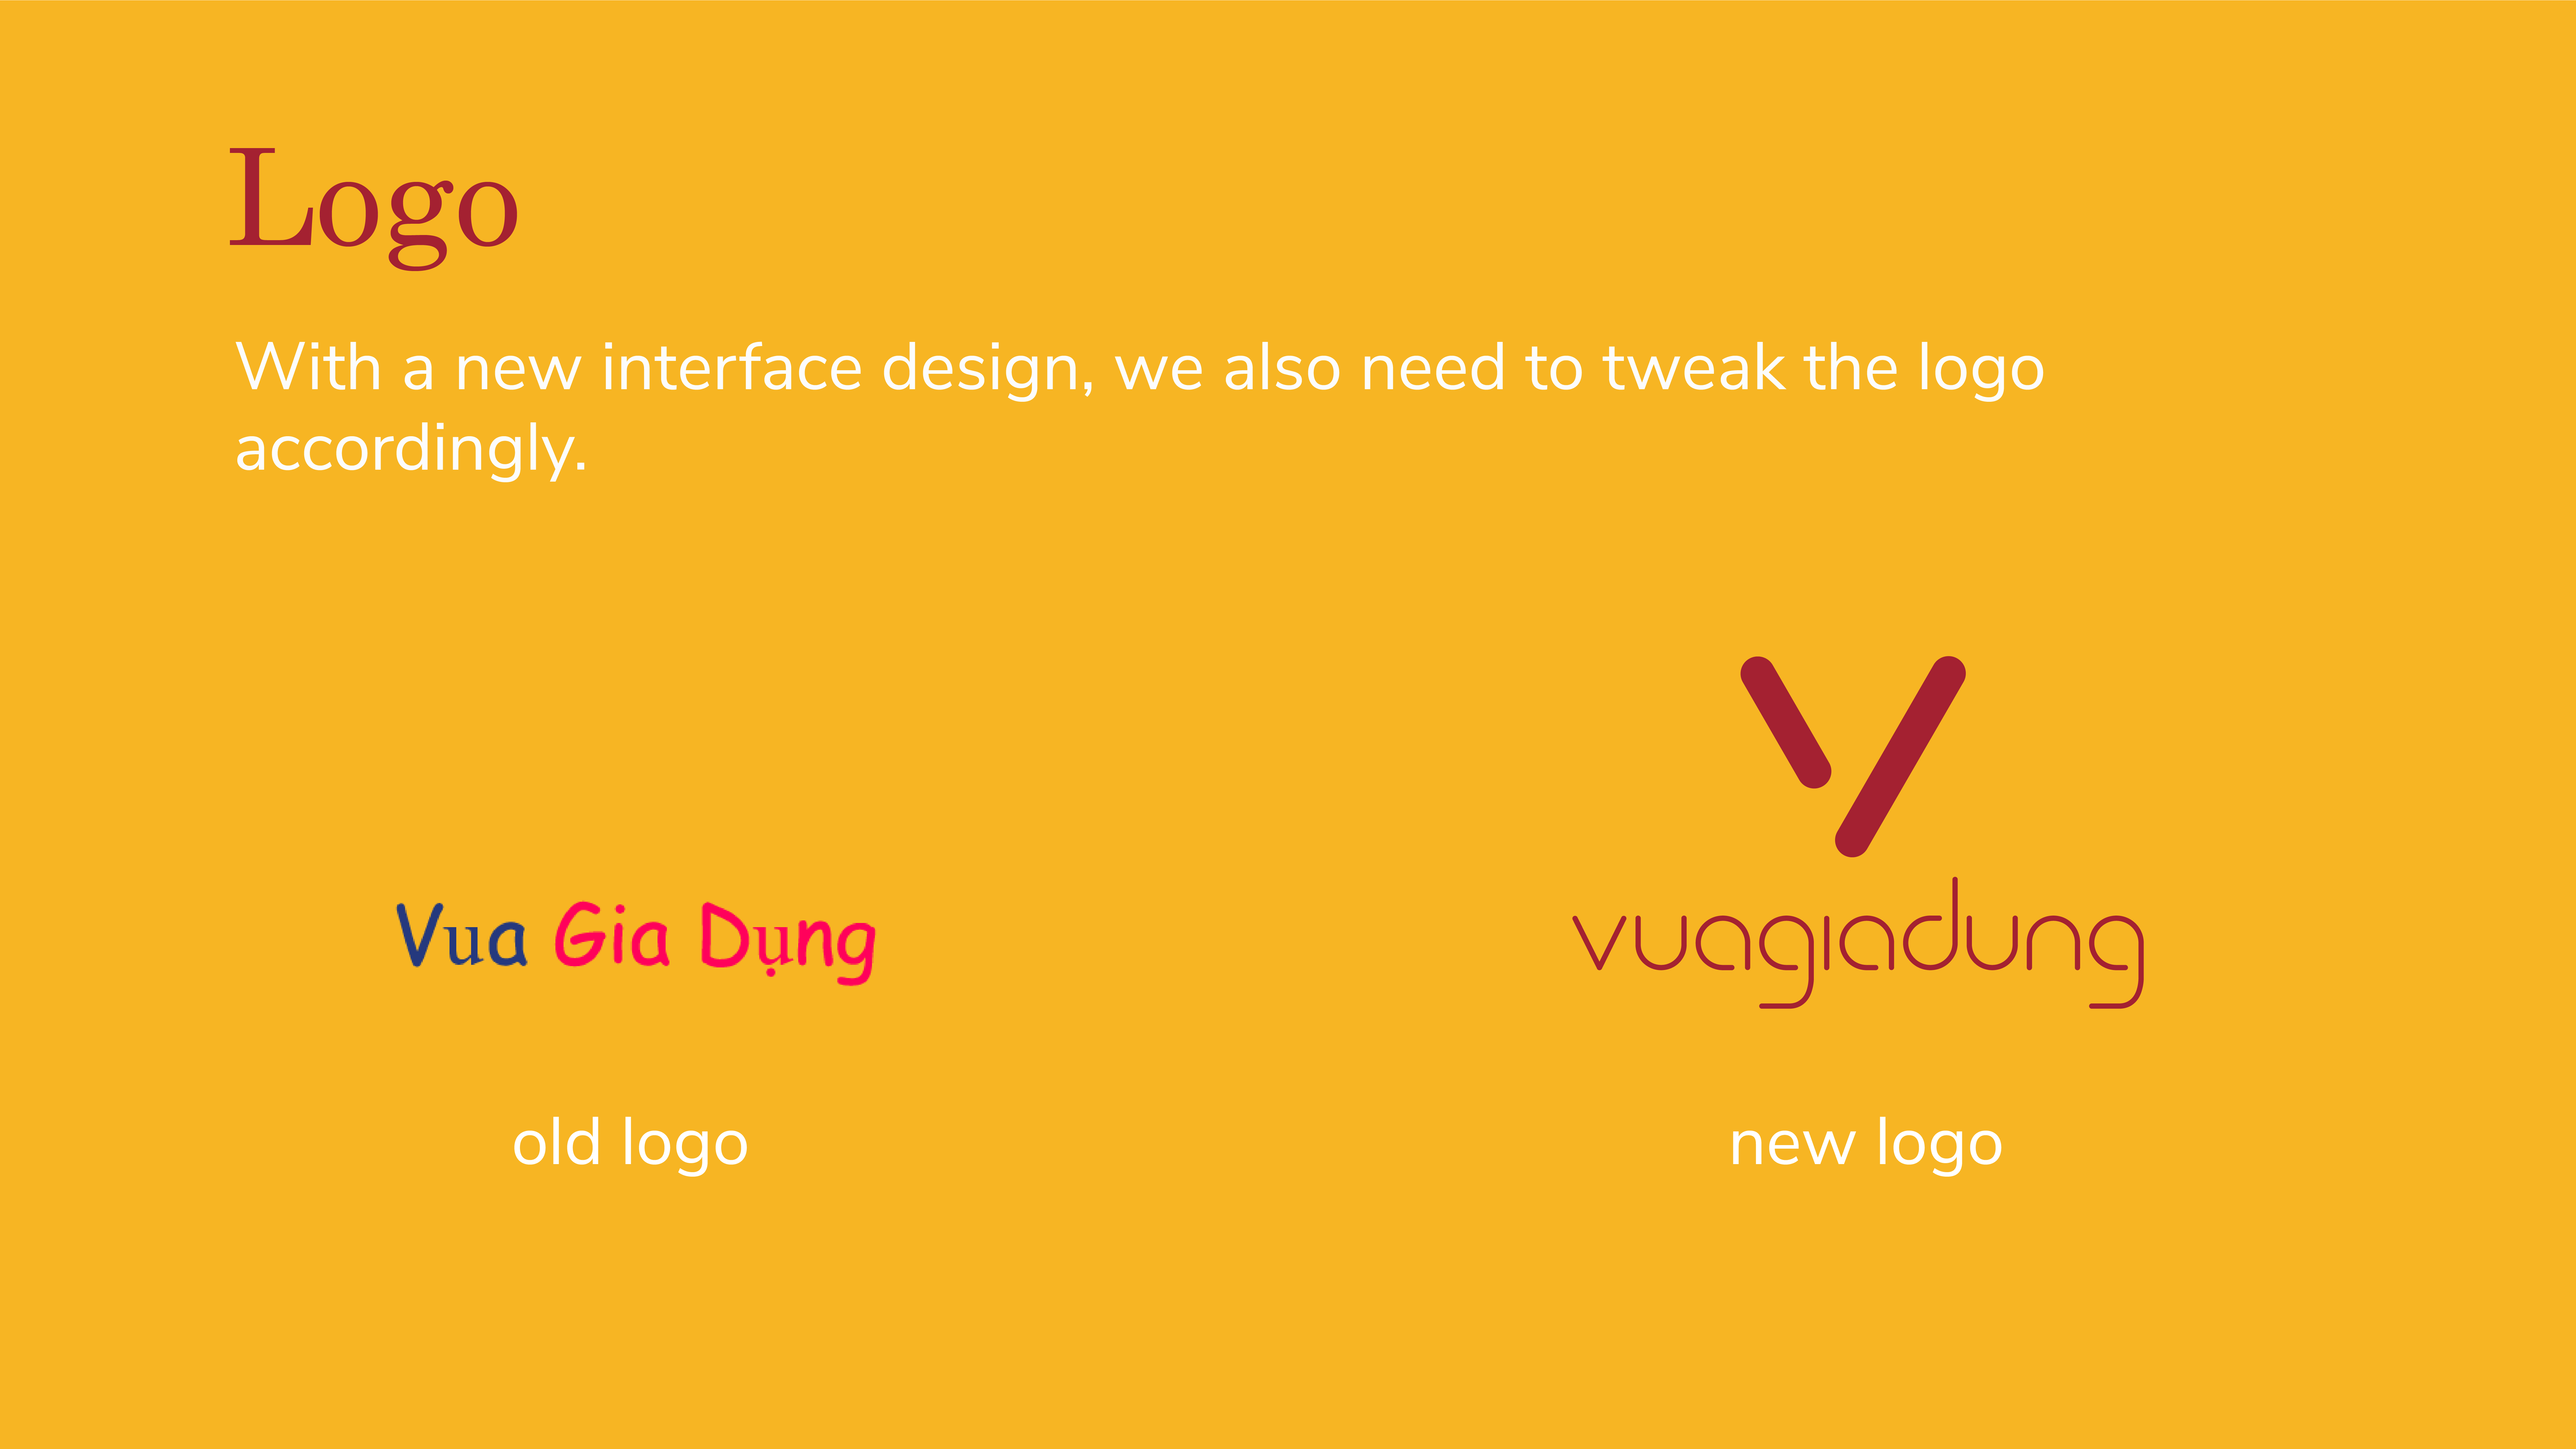 Logo
With a new interface design, we also need to tweak the logo
accordingly.
Vua Gia Dụng
vuagiadung
old logo
new logo